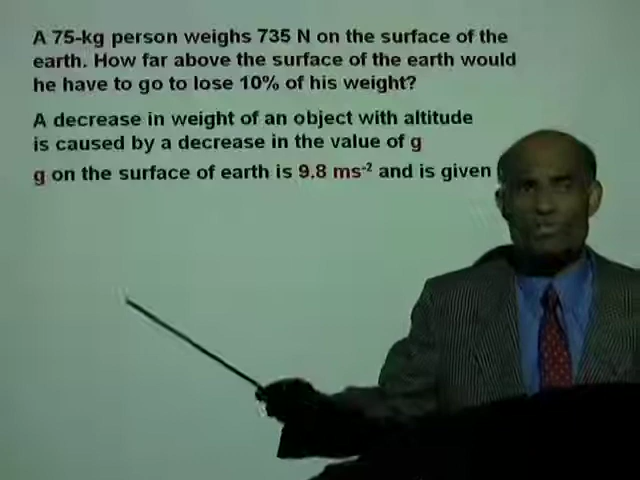 A 75-kg person weighs 735 N on the surface of the
earth. How far above the surface of the earth would
he have to go to lose 10% of his weight?
A decrease in weight of an object with altitude
is caused by a decrease in the value of g
g on the surface of earth is 9.8 ms⁻² and is given